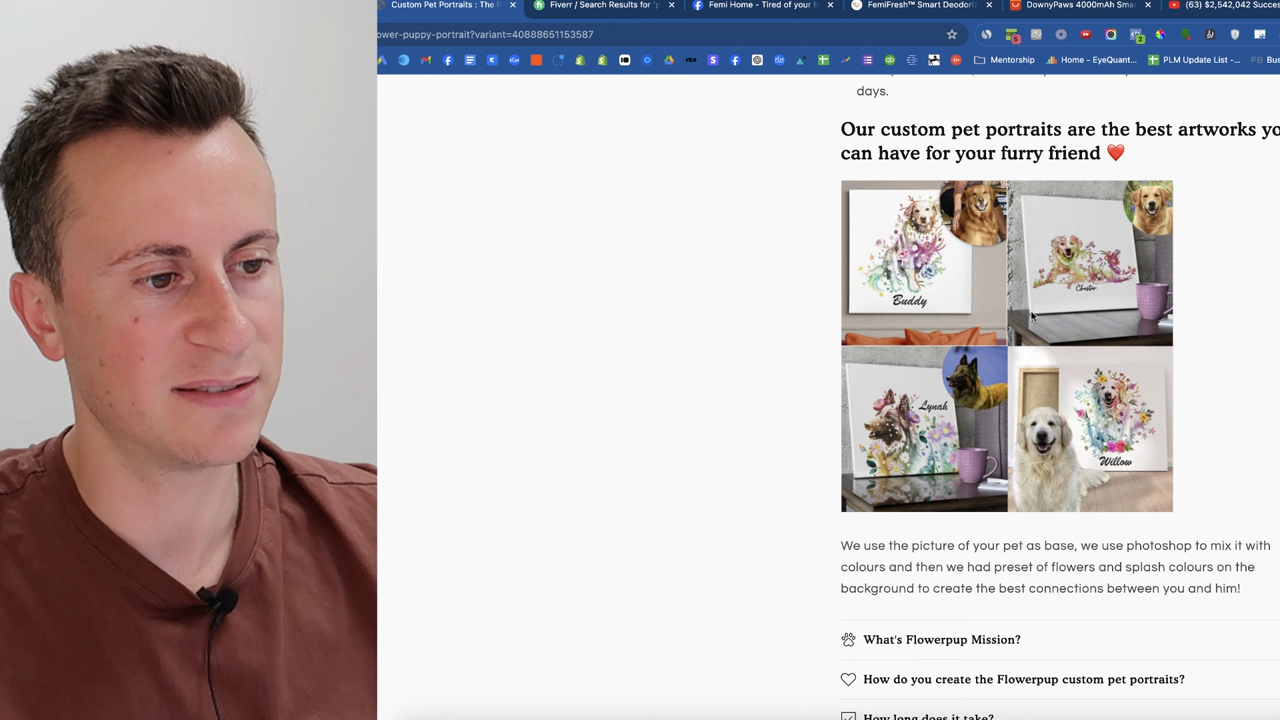 Custom Pet Portraits : The P
Fiverr / Search Results for 'p
Femi Home - Tired of your h
FemiFresh™ Smart Deodori
DownyPaws 4000mAh Sma
(63) $2,542,042 Succes
ower-puppy-portrait?variant=40888651153587
Mentorship
Home - EyeQuant...
PLM Update List -...
FB
Bus
days.
Our custom pet portraits are the best artworks yo
can have for your furry friend ❤️
Buddy
Christar
Lynah
Willow
We use the picture of your pet as base, we use photoshop to mix it with
colours and then we had preset of flowers and splash colours on the
background to create the best connections between you and him!
What's Flowerpup Mission?
How do you create the Flowerpup custom pet portraits?
How long does it take?